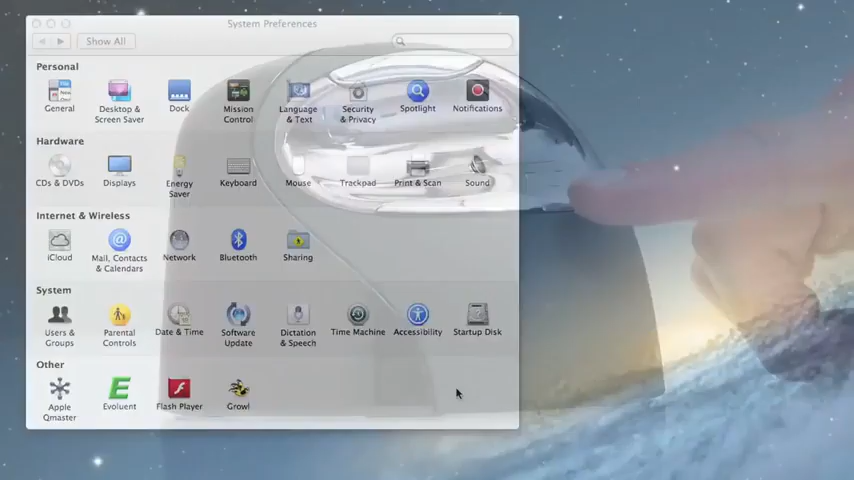 System Preferences
Show All
Personal
General
Desktop &
Screen Saver
Dock
Mission
Control
Language
& Text
Security
& Privacy
Spotlight
Notifications
Hardware
CDs & DVDs
Displays
Energy
Saver
Keyboard
Mouse
Trackpad
Print & Scan
Sound
Internet & Wireless
iCloud
Mail, Contacts
& Calendars
Network
Bluetooth
Sharing
System
Users &
Groups
Parental
Controls
Date & Time
Software
Update
Dictation
& Speech
Time Machine
Accessibility
Startup Disk
Other
Apple
Qmaster
Evoluent
Flash Player
Growl